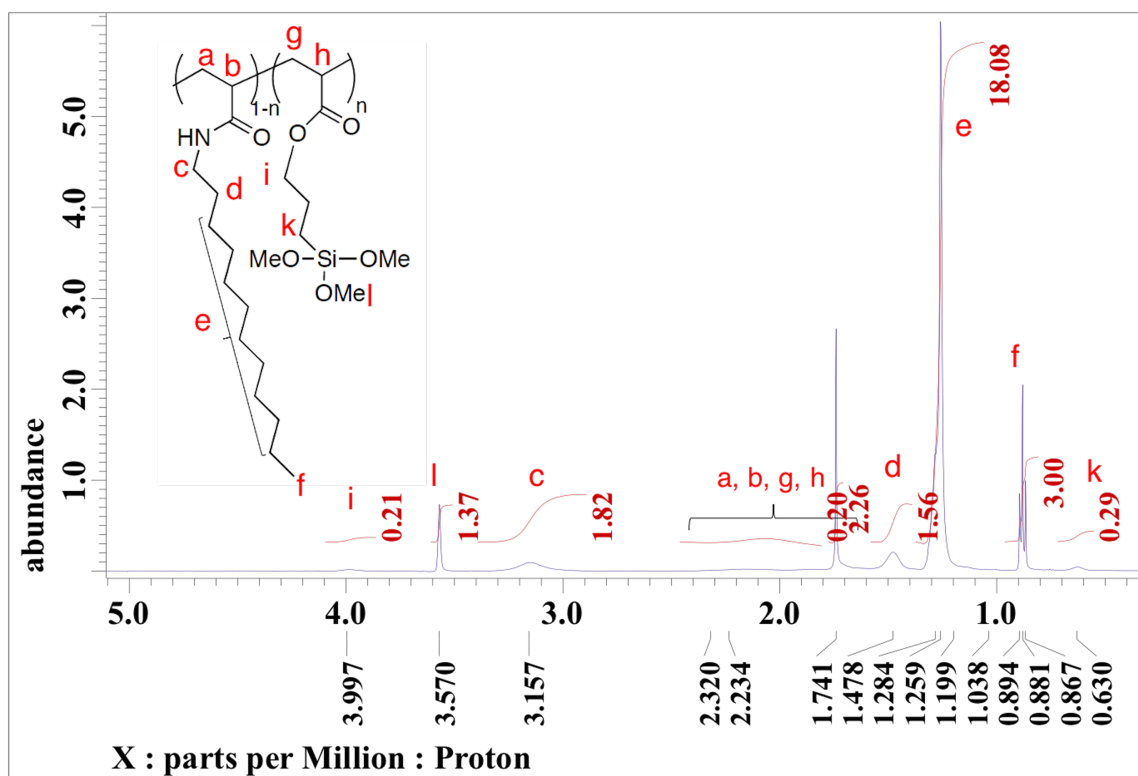 abundance
5.0
4.0
3.0
2.0
1.0
a
b
g
h
1-n
n
HN
O
O
O
c
d
i
k
MeO
Si
OMe
OMe
l
e
f
i
0.21
l
1.37
c
1.82
a, b, g, h
0.20
2.26
d
1.56
e
18.08
f
3.00
k
0.29
5.0 4.0 3.0 2.0 1.0
3.997
3.570
3.157
2.320
2.234
1.741
1.478
1.284
1.259
1.199
1.038
0.894
0.881
0.867
0.630
X : parts per Million : Proton